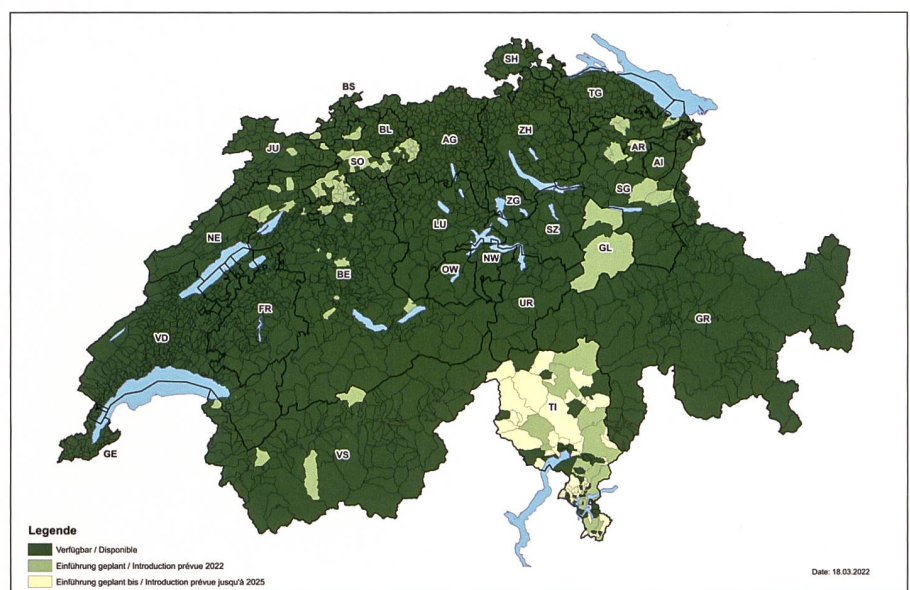 SH
BS
TG
BL
AG
ZH
JU
AR
SO
AI
SG
ZG
LU
NE
SZ
GL
NW
BE
OW
UR
FR
GR
VD
TI
GE
VS
Legende
Verfügbar / Disponible
Einführung geplant / Introduction prévue 2022
Einführung geplant bis / Introduction prévue jusqu'à 2025
Date: 18.03.2022